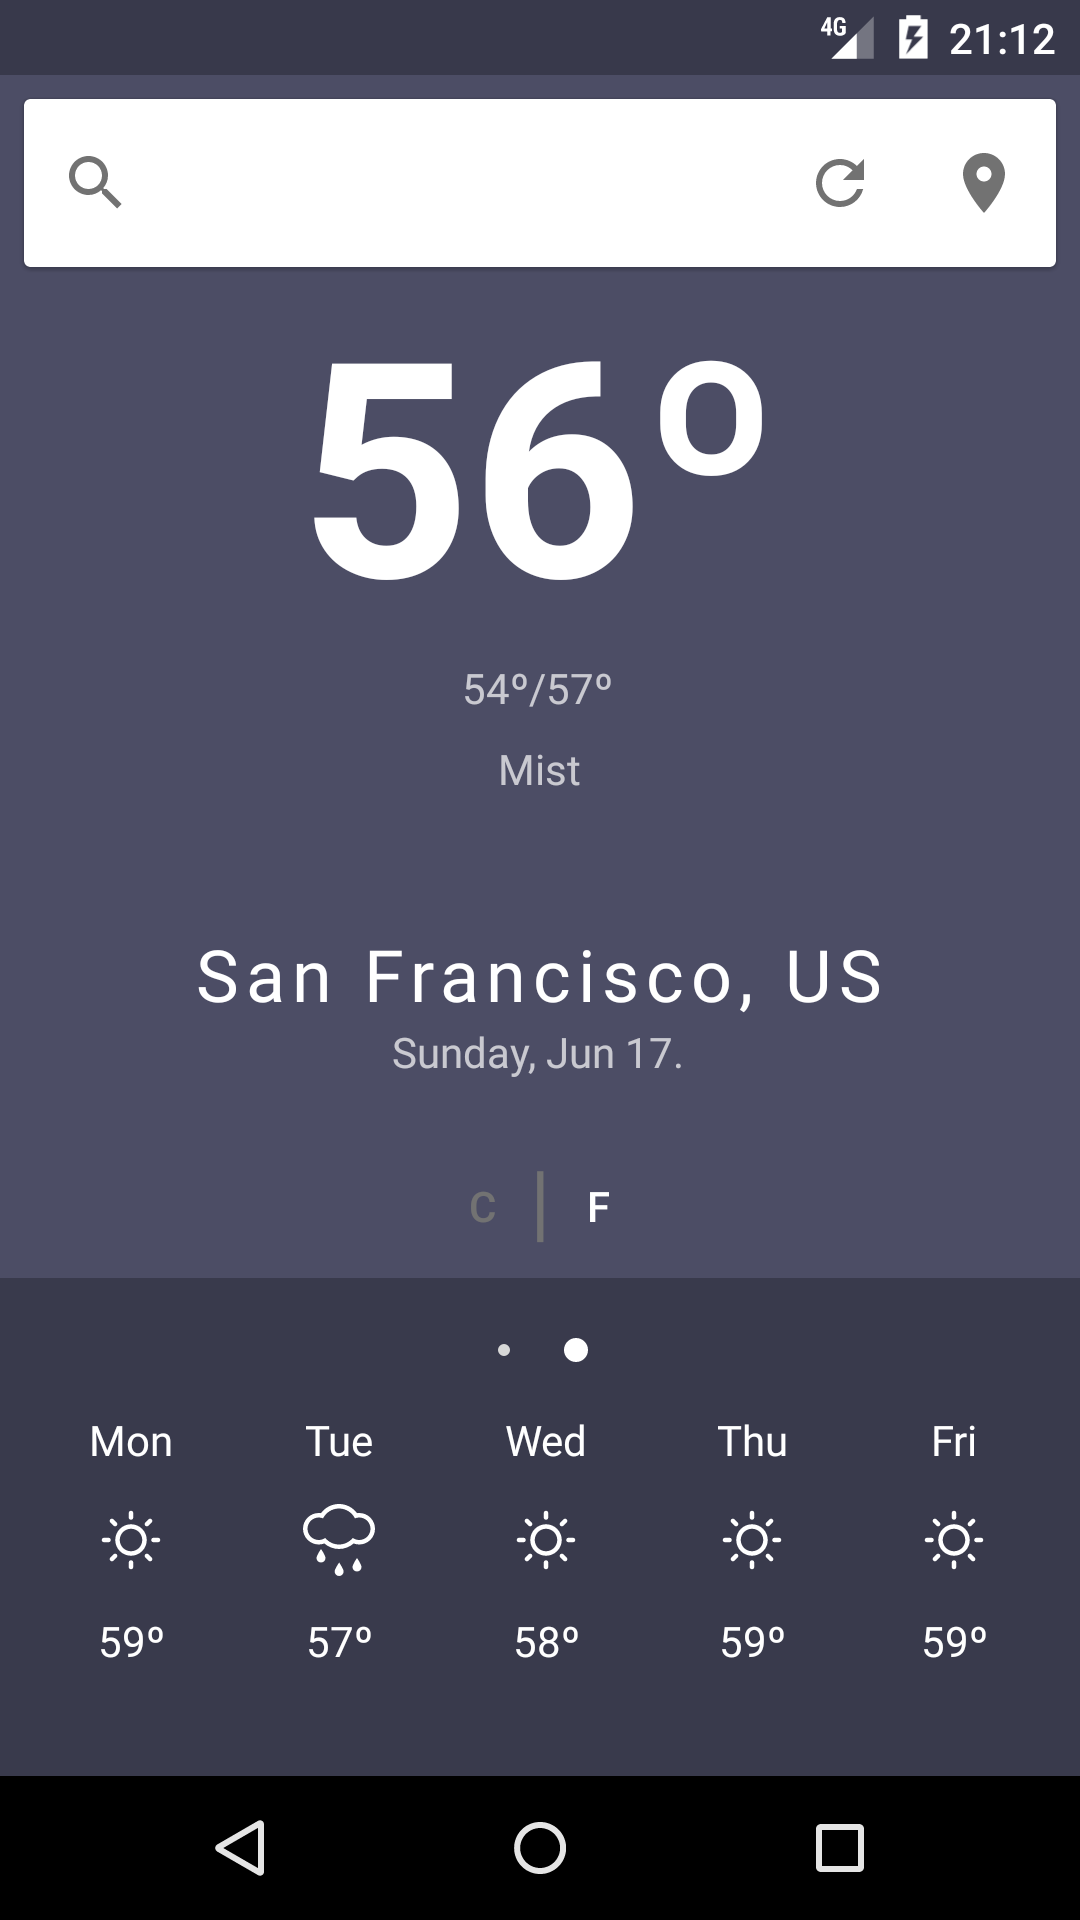 4G 21:12
56º
54º/57º
Mist
San Francisco, US
Sunday, Jun 17.
C F
Mon Tue Wed Thu Fri
59º 57º 58º 59º 59º